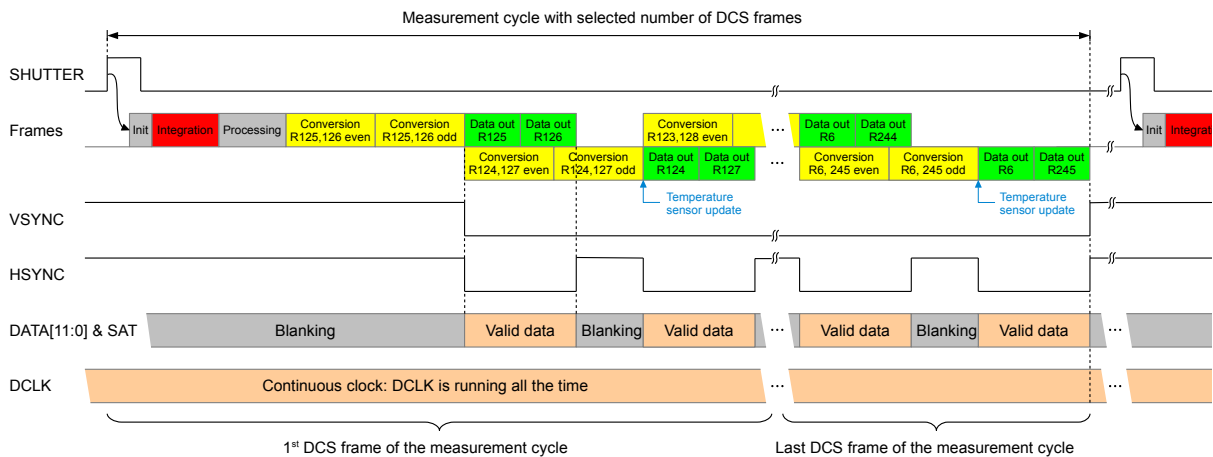 Measurement cycle with selected number of DCS frames
SHUTTER
Frames
Init
Integration
Processing
Conversion
R125,126 even
Conversion
R125,126 odd
Data out
R125
Data out
R126
Conversion
R123,128 even
...
Data out
R6
Data out
R244
Init
Integrati
Conversion
R124,127 even
Conversion
R124,127 odd
Data out
R124
Data out
R127
...
Conversion
R6, 245 even
Conversion
R6, 245 odd
Data out
R6
Data out
R245
Temperature
sensor update
Temperature
sensor update
VSYNC
HSYNC
DATA[11:0] & SAT
Blanking
Valid data
Blanking
Valid data
...
Valid data
Blanking
Valid data
...
DCLK
Continuous clock: DCLK is running all the time
...
...
1st DCS frame of the measurement cycle
Last DCS frame of the measurement cycle